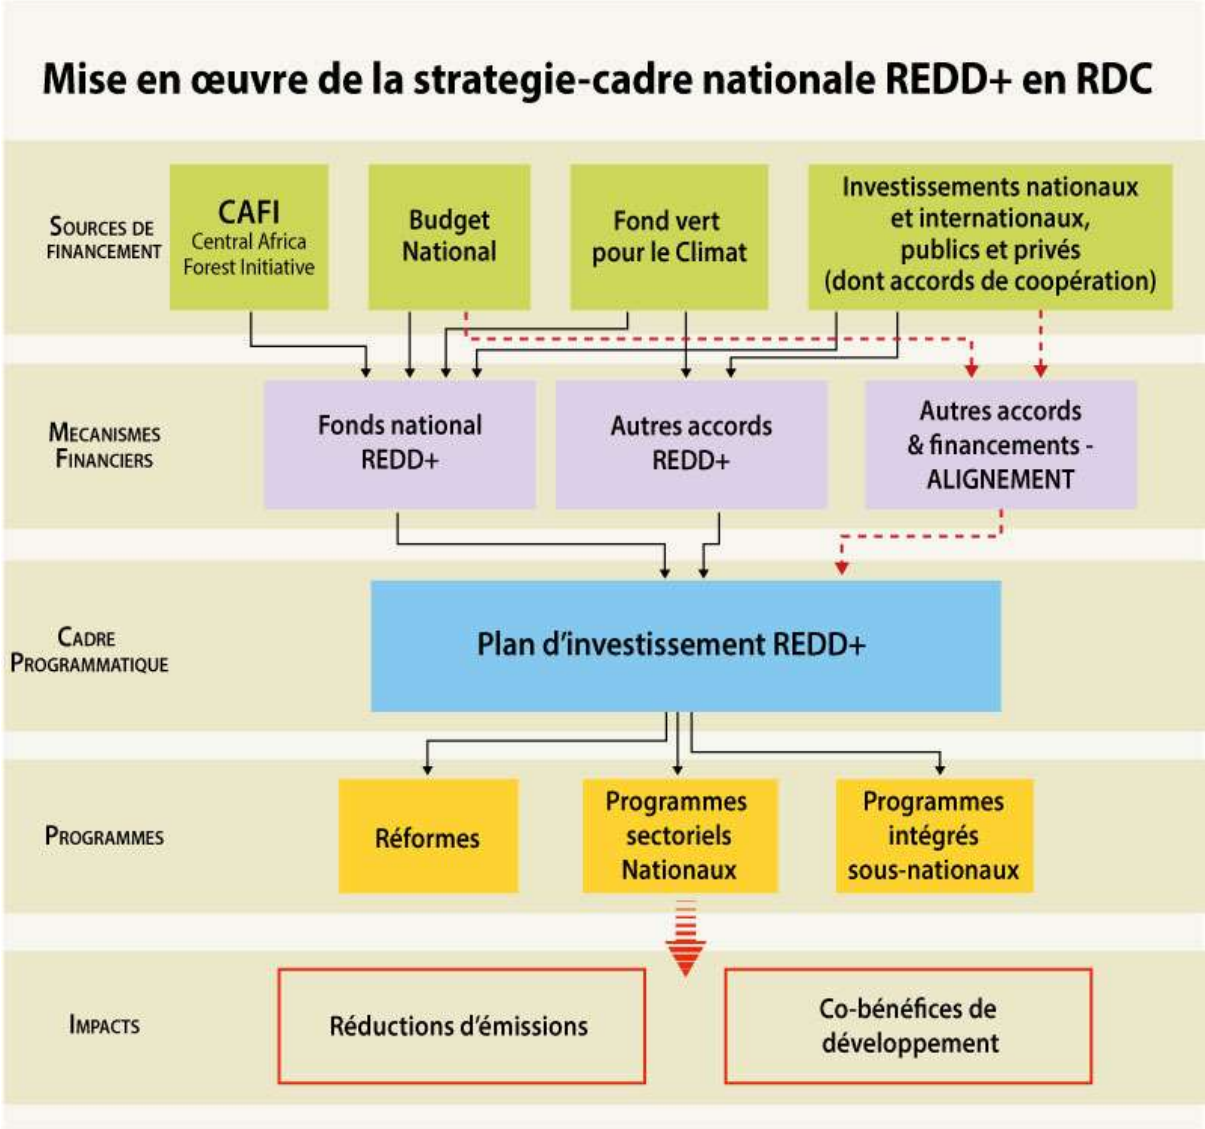 Mise en œuvre de la strategie-cadre nationale REDD+ en RDC
SOURCES DE
FINANCEMENT
CAFI
Central Africa
Forest Initiative
Budget
National
Fond vert
pour le Climat
Investissements nationaux
et internationaux,
publics et privés
(dont accords de coopération)
MECANISMES
FINANCIERS
Fonds national
REDD+
Autres accords
REDD+
Autres accords
& financements -
ALIGNEMENT
CADRE
PROGRAMMATIQUE
Plan d’investissement REDD+
PROGRAMMES
Réformes
Programmes
sectoriels
Nationaux
Programmes
intégrés
sous-nationaux
IMPACTS
Réductions d’émissions
Co-bénéfices de
développement